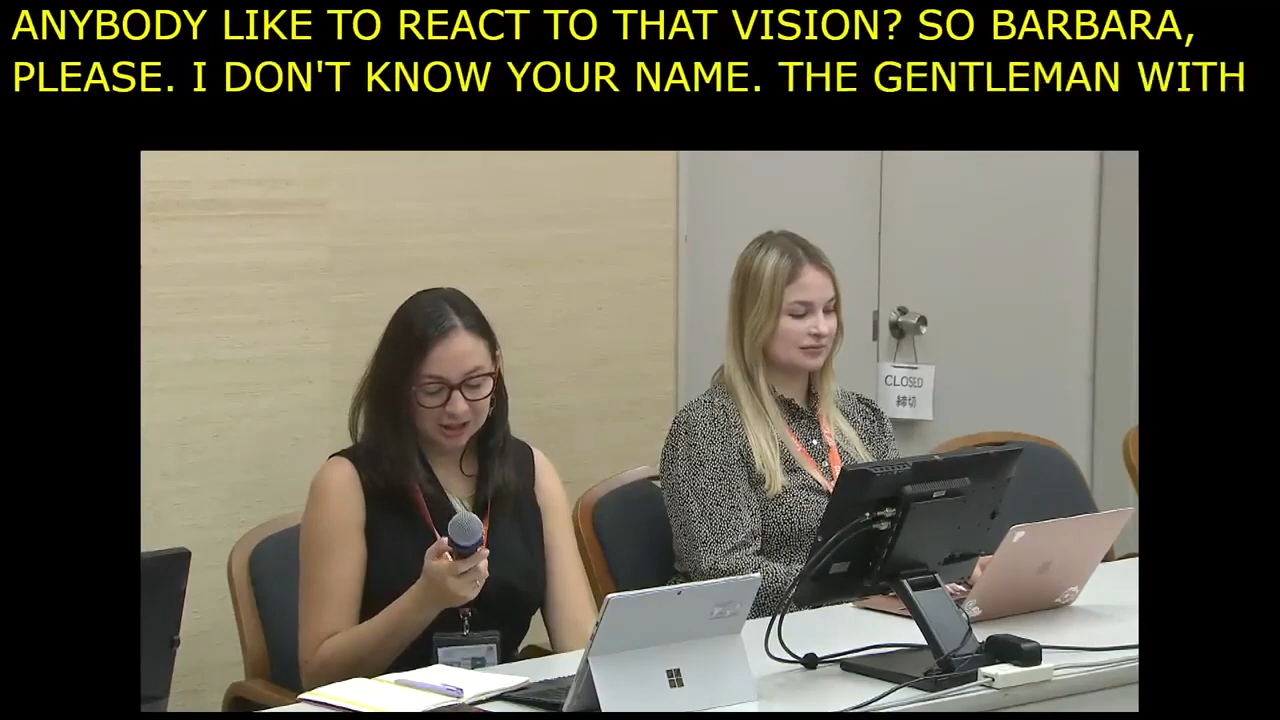 ANYBODY LIKE TO REACT TO THAT VISION? SO BARBARA,
PLEASE. I DON'T KNOW YOUR NAME. THE GENTLEMAN WITH
CLOSED
締切